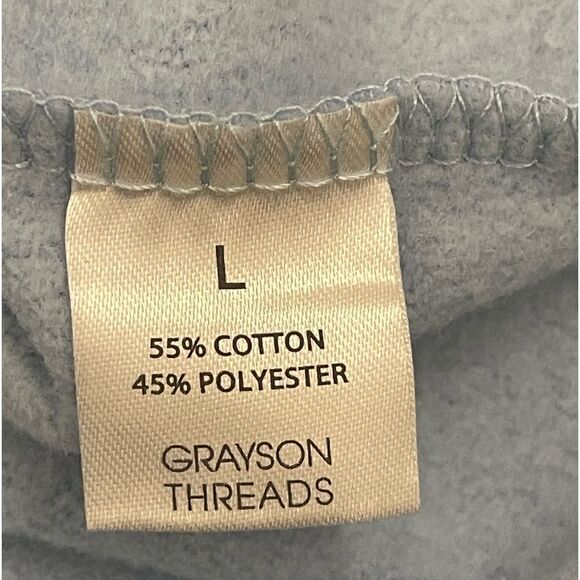 L
55% COTTON
45% POLYESTER
GRAYSON
THREADS